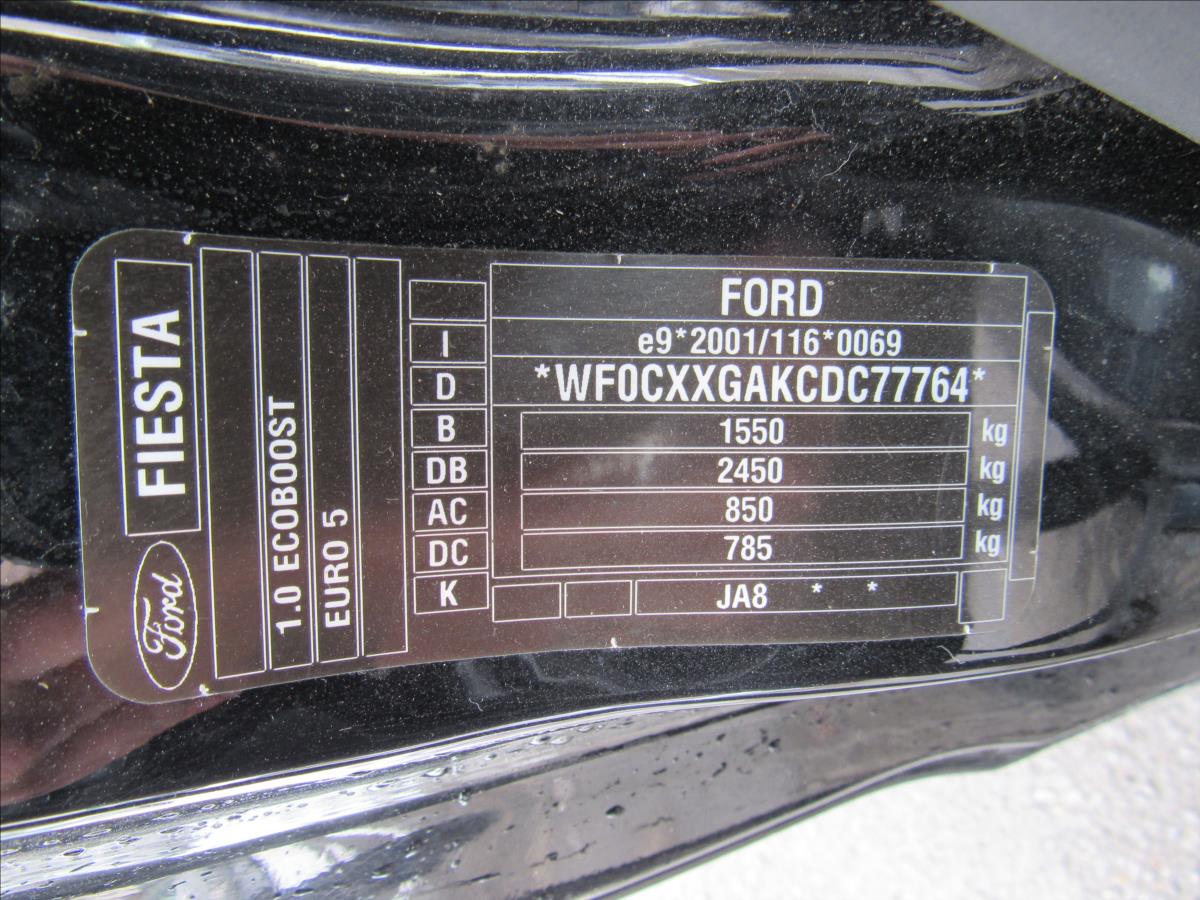 FIESTA
Ford
1.0 ECOBOOST
EURO 5
FORD
I e9*2001/116*0069
D *WF0CXXGAKCDC77764*
B 1550 kg
DB 2450 kg
AC 850 kg
DC 785 kg
K JA8 * *